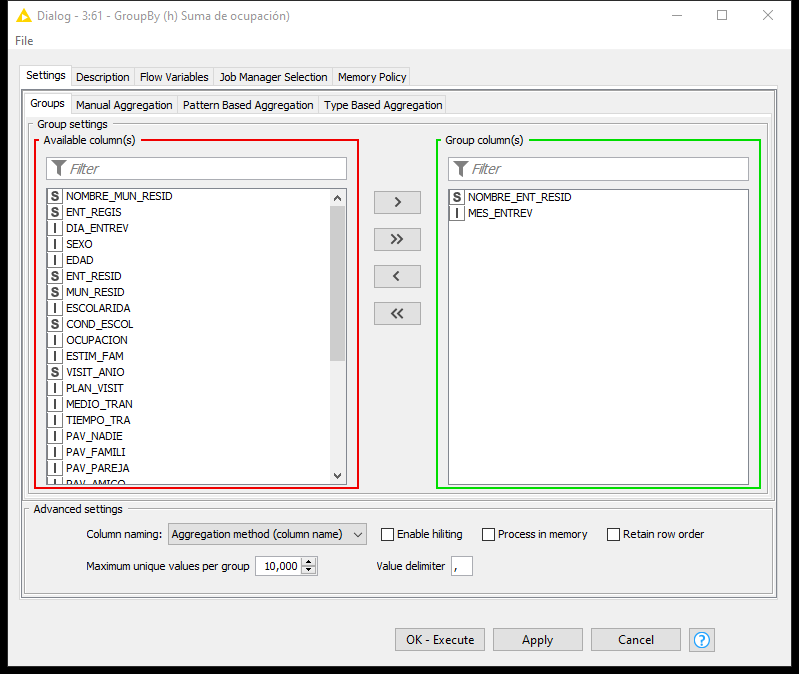 Dialog - 3:61 - GroupBy (h) Suma de ocupación)
File
Settings
Description
Flow Variables
Job Manager Selection
Memory Policy
Groups
Manual Aggregation
Pattern Based Aggregation
Type Based Aggregation
Group settings
Available column(s)
Filter
S NOMBRE_MUN_RESID
S ENT_REGIS
I DIA_ENTREV
I SEXO
I EDAD
S ENT_RESID
S MUN_RESID
I ESCOLARIDA
S COND_ESCOL
I OCUPACION
I ESTIM_FAM
S VISIT_ANIO
I PLAN_VISIT
I MEDIO_TRAN
I TIEMPO_TRA
I PAV_NADIE
I PAV_FAMILI
I PAV_PAREJA
I PAV_AMIGO
>
>>
<
<<
Group column(s)
Filter
S NOMBRE_ENT_RESID
I MES_ENTREV
Advanced settings
Column naming: Aggregation method (column name) Enable hiliting Process in memory Retain row order
Maximum unique values per group 10,000 Value delimiter ,
OK - Execute
Apply
Cancel
?